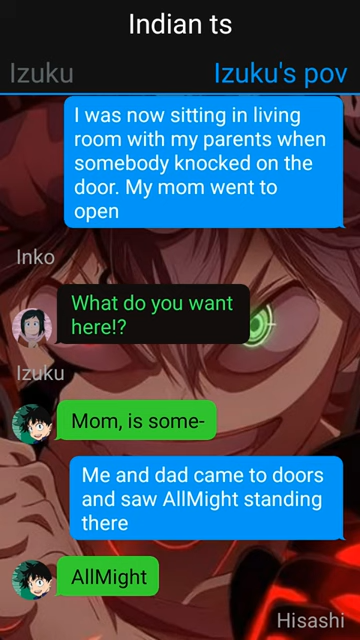 Indian ts
Izuku
Izuku's pov
I was now sitting in living
room with my parents when
somebody knocked on the
door. My mom went to
open
Inko
What do you want
here!?
Izuku
Mom, is some-
Me and dad came to doors
and saw AllMight standing
there
AllMight
Hisashi